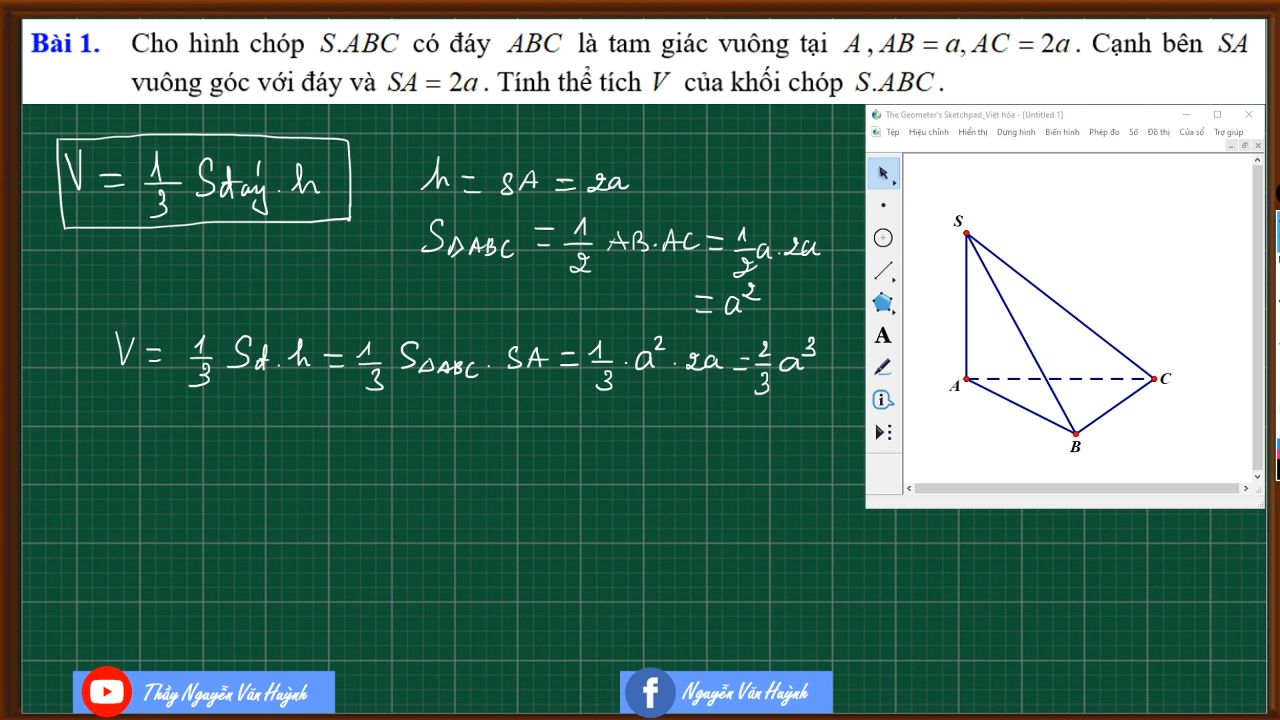 Bài 1. Cho hình chóp S.ABC có đáy ABC là tam giác vuông tại A, AB = a, AC = 2a. Cạnh bên SA
vuông góc với đáy và SA = 2a. Tính thể tích V của khối chóp S.ABC.
V = 1/3 Sđáy . h
h = SA = 2a
S△ABC = 1/2 AB.AC = 1/2 a.2a
= a²
V = 1/3 Sđ.h = 1/3 S△ABC . SA = 1/3 . a² . 2a = 2/3 a³
The Geometer's Sketchpad_Việt hóa - [Untitled 1]
Tệp Hiệu chỉnh Hiển thị Dựng hình Biến hình Phép đo Số Đồ thị Cửa sổ Trợ giúp
A
S
A
C
B
Thầy Nguyễn Văn Huỳnh
f Nguyễn Văn Huỳnh